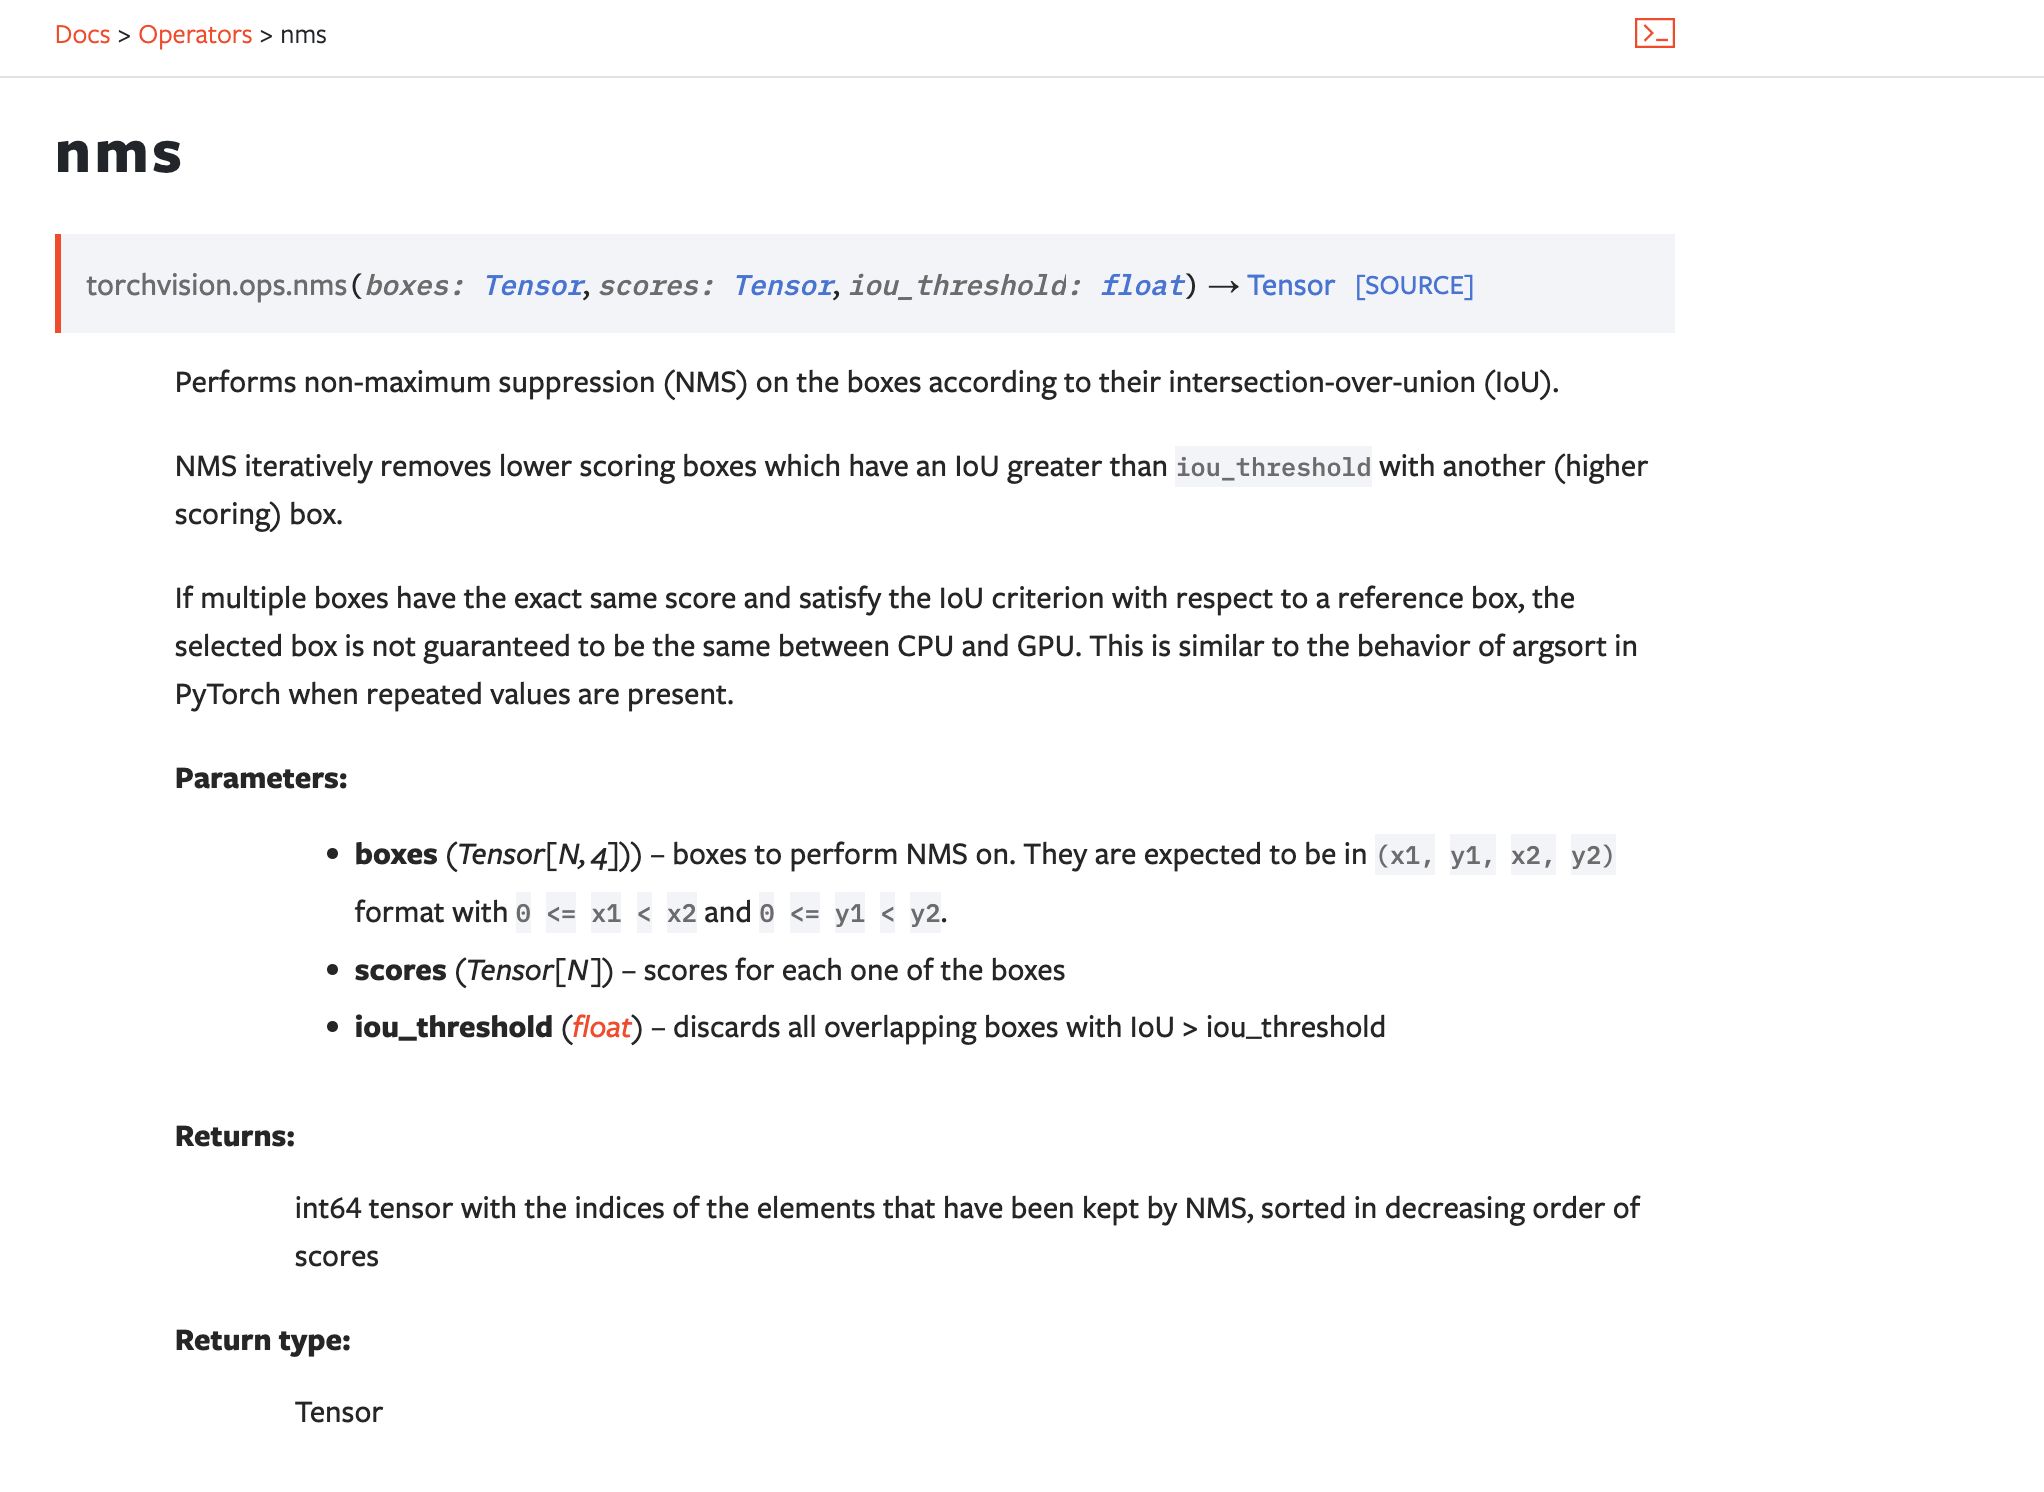 Docs > Operators > nms
nms
torchvision.ops.nms(boxes: Tensor, scores: Tensor, iou_threshold: float) → Tensor [SOURCE]
Performs non-maximum suppression (NMS) on the boxes according to their intersection-over-union (IoU).
NMS iteratively removes lower scoring boxes which have an IoU greater than iou_threshold with another (higher
scoring) box.
If multiple boxes have the exact same score and satisfy the IoU criterion with respect to a reference box, the
selected box is not guaranteed to be the same between CPU and GPU. This is similar to the behavior of argsort in
PyTorch when repeated values are present.
Parameters:
• boxes (Tensor[N, 4])) – boxes to perform NMS on. They are expected to be in (x1, y1, x2, y2)
format with 0 <= x1 < x2 and 0 <= y1 < y2.
• scores (Tensor[N]) – scores for each one of the boxes
• iou_threshold (float) – discards all overlapping boxes with IoU > iou_threshold
Returns:
int64 tensor with the indices of the elements that have been kept by NMS, sorted in decreasing order of
scores
Return type:
Tensor